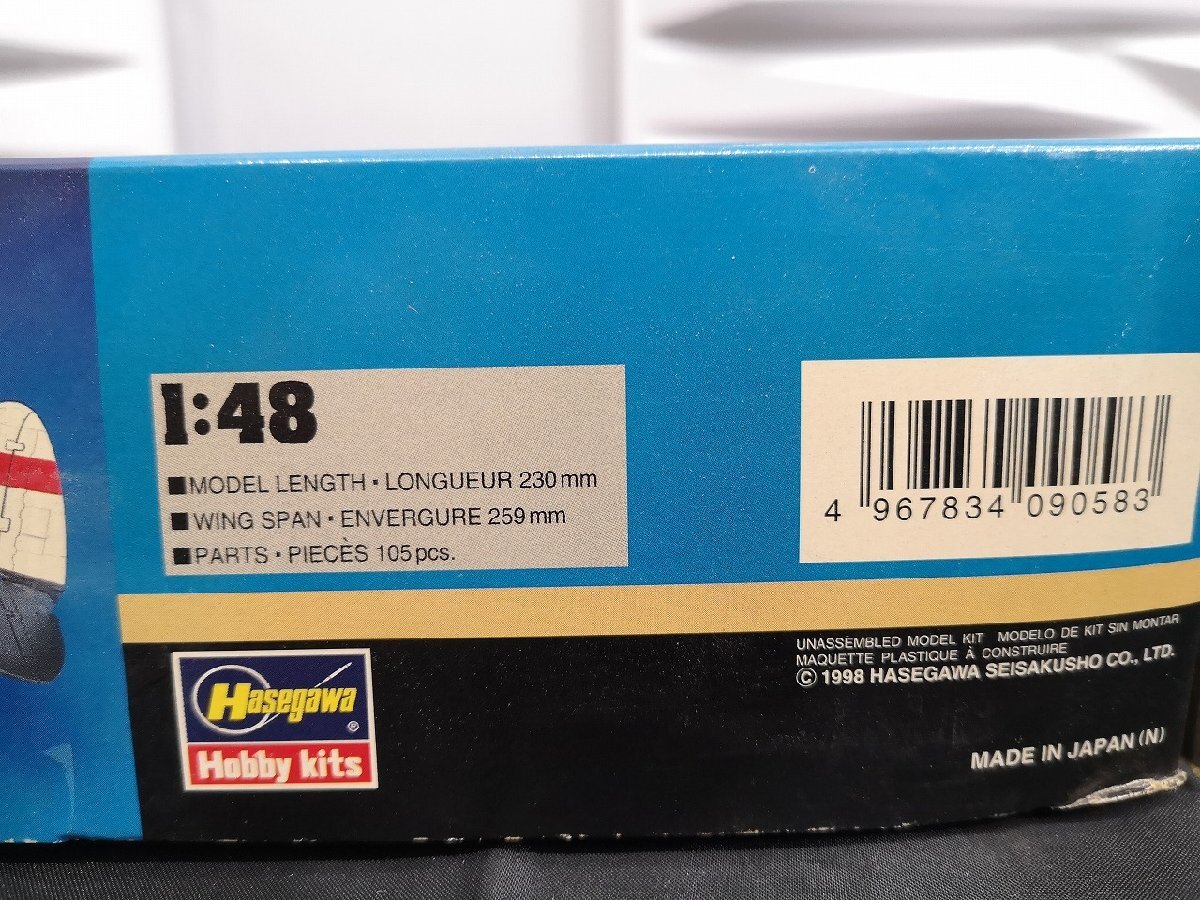 1:48
■MODEL LENGTH・LONGUEUR 230mm
■WING SPAN・ENVERGURE 259mm
■PARTS・PIECÈS 105pcs.
4 967834 090583
UNASSEMBLED MODEL KIT MODELO DE KIT SIN MONTAR
MAQUETTE PLASTIQUE À CONSTRUIRE
© 1998 HASEGAWA SEISAKUSHO CO., LTD.
MADE IN JAPAN (N)
Hasegawa®
Hobby kits